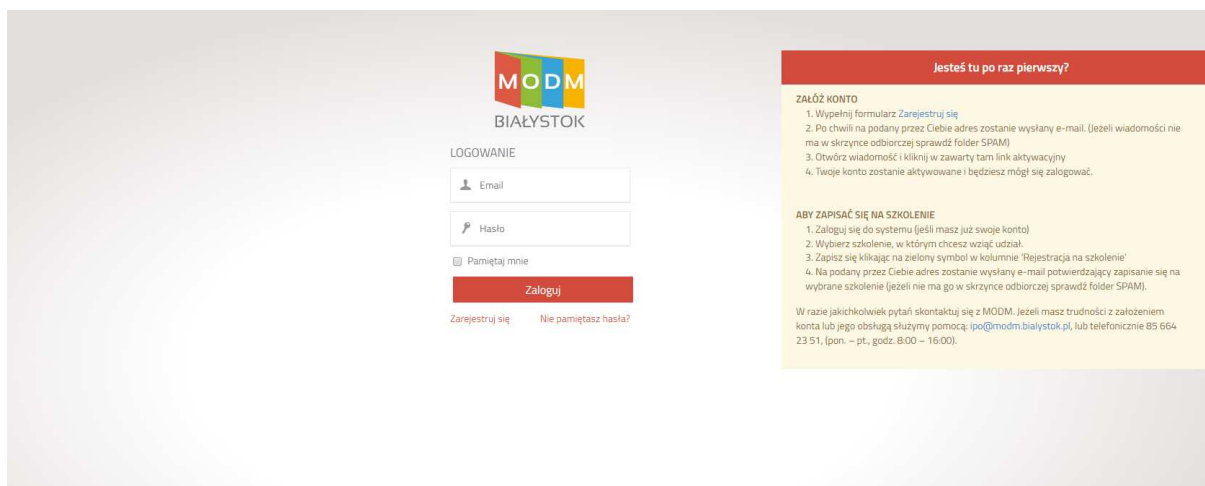 MODM
BIAŁYSTOK
LOGOWANIE
Email
Hasło
Pamiętaj mnie
Zaloguj
Zarejestruj się Nie pamiętasz hasła?
Jesteś tu po raz pierwszy?
ZAŁÓŻ KONTO
1. Wypełnij formularz Zarejestruj się
2. Po chwili na podany przez Ciebie adres zostanie wysłany e-mail. (Jeżeli wiadomości nie
ma w skrzynce odbiorczej sprawdź folder SPAM)
3. Otwórz wiadomość i kliknij w zawarty tam link aktywacyjny
4. Twoje konto zostanie aktywowane i będziesz mógł się zalogować.
ABY ZAPISAĆ SIĘ NA SZKOLENIE
1. Zaloguj się do systemu (jeśli masz już swoje konto)
2. Wybierz szkolenie, w którym chcesz wziąć udział.
3. Zapisz się klikając na zielony symbol w kolumnie 'Rejestracja na szkolenie'
4. Na podany przez Ciebie adres zostanie wysłany e-mail potwierdzający zapisanie się na
wybrane szkolenie (jeżeli nie ma go w skrzynce odbiorczej sprawdź folder SPAM).
W razie jakichkolwiek pytań skontaktuj się z MODM. Jeżeli masz trudności z założeniem
konta lub jego obsługą służymy pomocą: ipo@modm.bialystok.pl, lub telefonicznie 85 664
23 51, (pon. – pt., godz. 8:00 – 16:00).